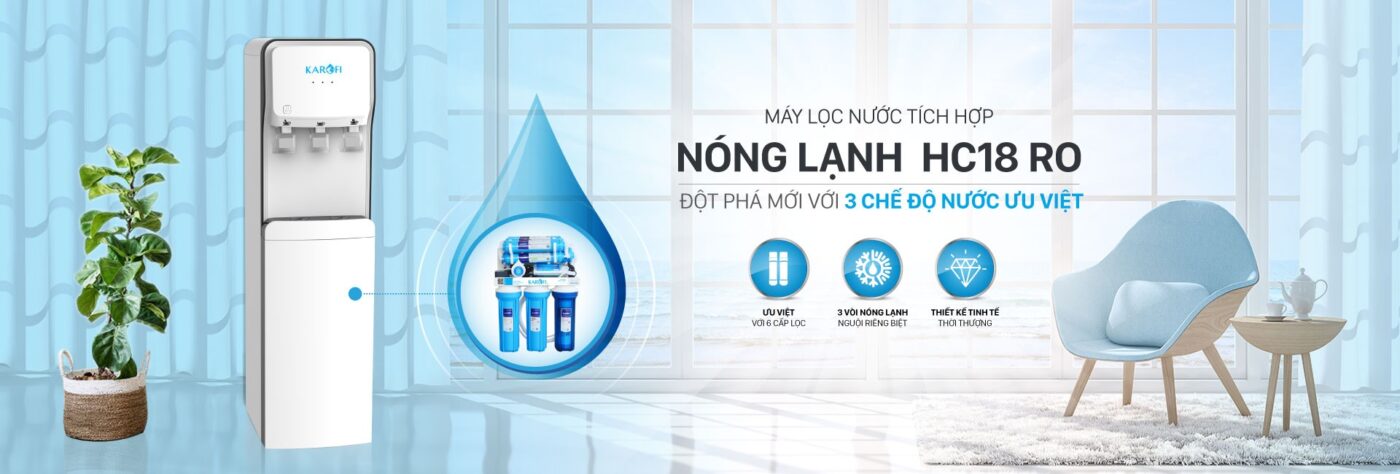 KAROFI
KAROFI
MÁY LỌC NƯỚC TÍCH HỢP
NÓNG LẠNH HC18 RO
ĐỘT PHÁ MỚI VỚI 3 CHẾ ĐỘ NƯỚC ƯU VIỆT
ƯU VIỆT
VỚI 6 CẤP LỌC
3 VÒI NÓNG LẠNH
NGUỘI RIÊNG BIỆT
THIẾT KẾ TINH TẾ
THỜI THƯỢNG